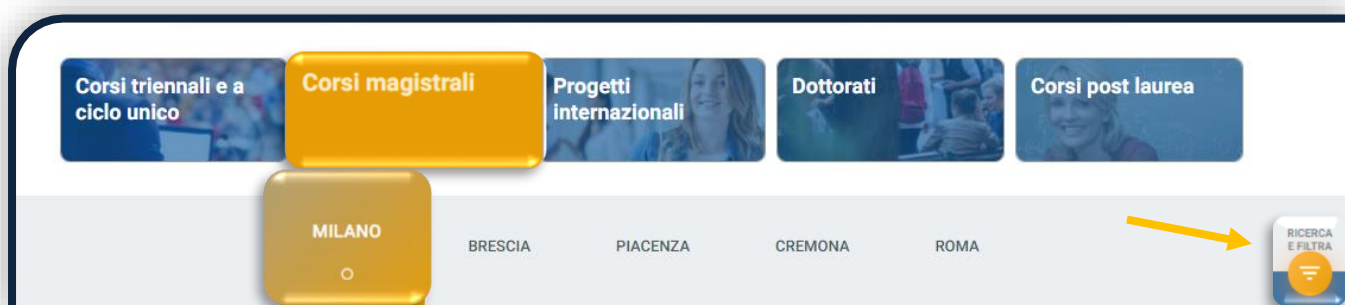 Corsi triennali e a
ciclo unico
Corsi magistrali
Progetti
internazionali
Dottorati
Corsi post laurea
MILANO
BRESCIA
PIACENZA
CREMONA
ROMA
RICERCA
E FILTRA